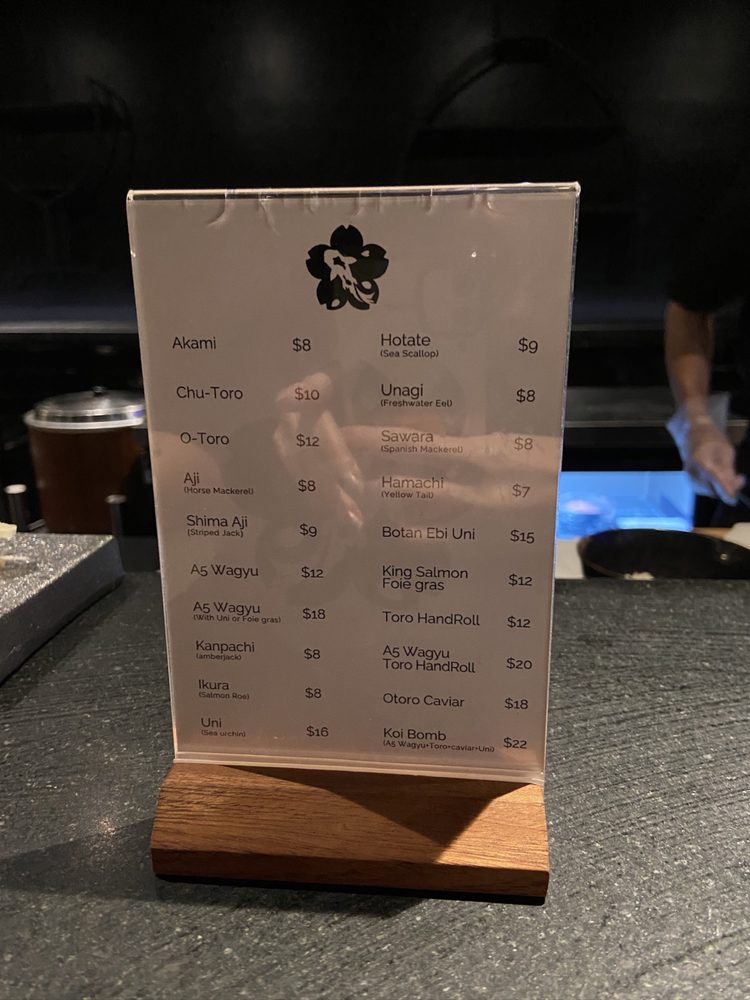 Akami $8
Chu-Toro $10
O-Toro $12
Aji $8
(Horse Mackerel)
Shima Aji $9
(Striped Jack)
A5 Wagyu $12
A5 Wagyu $18
(With Uni or Foie gras)
Kanpachi $8
(amberjack)
Ikura $8
(Salmon Roe)
Uni $16
(Sea urchin)
Hotate $9
(Sea Scallop)
Unagi $8
(Freshwater Eel)
Sawara $8
(Spanish Mackerel)
Hamachi $7
(Yellow Tail)
Botan Ebi Uni $15
King Salmon $12
Foie gras
Toro HandRoll $12
A5 Wagyu $20
Toro HandRoll
Otoro Caviar $18
Koi Bomb $22
(A5 Wagyu+Toro+caviar+Uni)